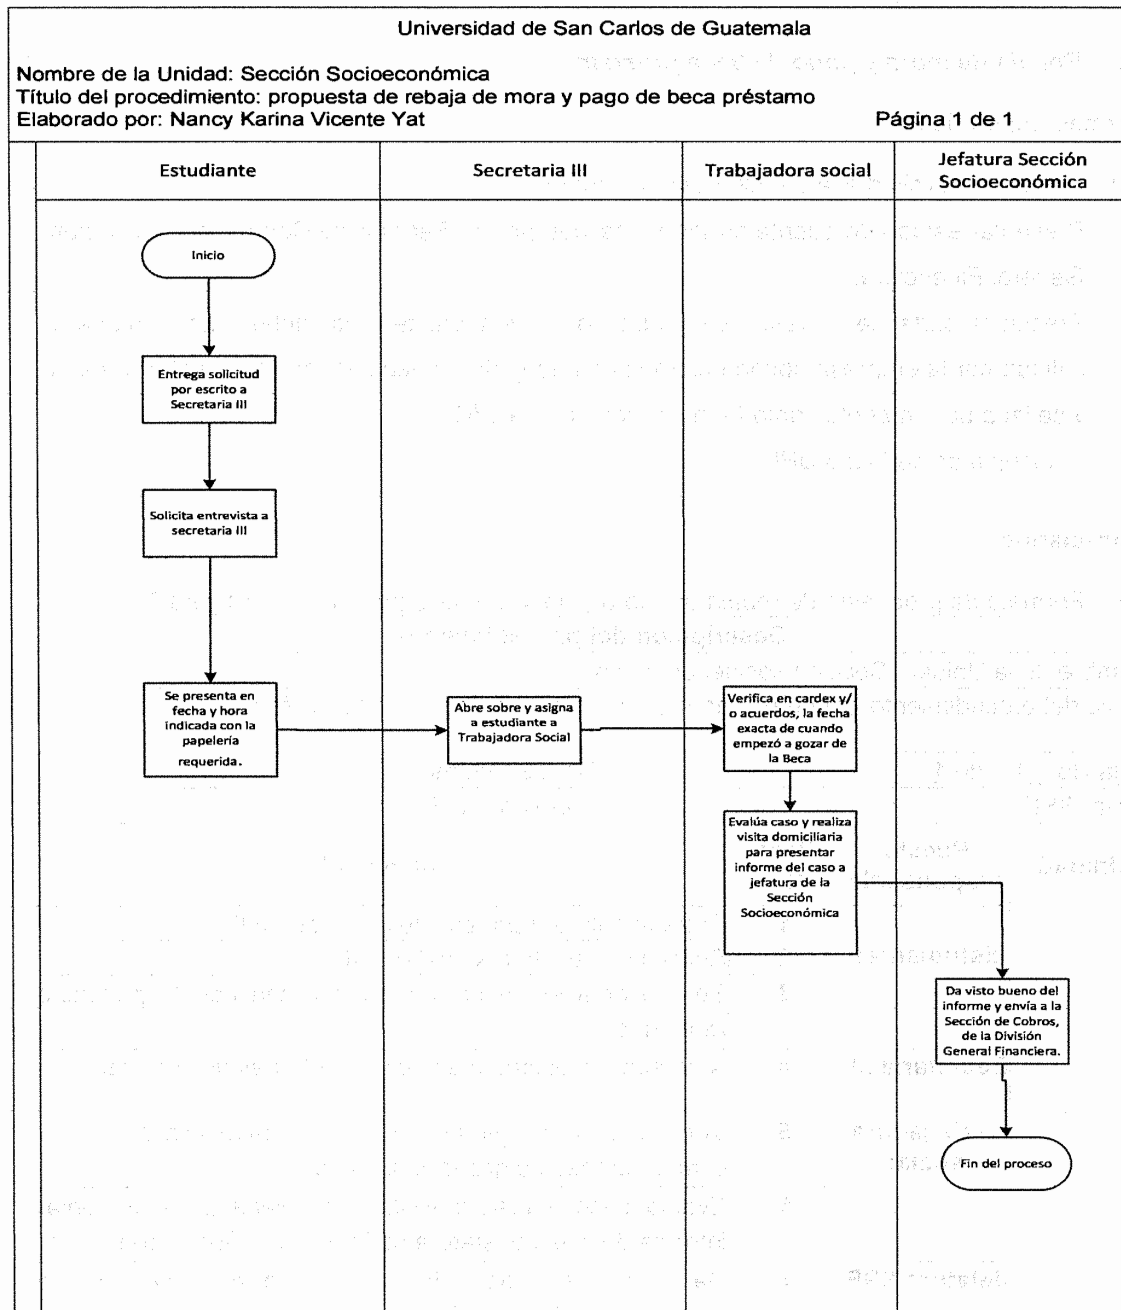 Universidad de San Carlos de Guatemala
Nombre de la Unidad: Sección Socioeconómica
Título del procedimiento: propuesta de rebaja de mora y pago de beca préstamo
Elaborado por: Nancy Karina Vicente Yat
Página 1 de 1
Estudiante
Secretaria III
Trabajadora social
Jefatura Sección
Socioeconómica
Inicio
Entrega solicitud
por escrito a
Secretaria III
Solicita entrevista a
secretaria III
Se presenta en
fecha y hora
indicada con la
papelería
requerida.
Abre sobre y asigna
a estudiante a
Trabajadora Social
Verifica en cardex y/
o acuerdos, la fecha
exacta de cuando
empezó a gozar de
la Beca
Evalúa caso y realiza
visita domiciliaria
para presentar
informe del caso a
jefatura de la
Sección
Socioeconómica
Da visto bueno del
informe y envía a la
Sección de Cobros,
de la División
General Financiera.
Fin del proceso